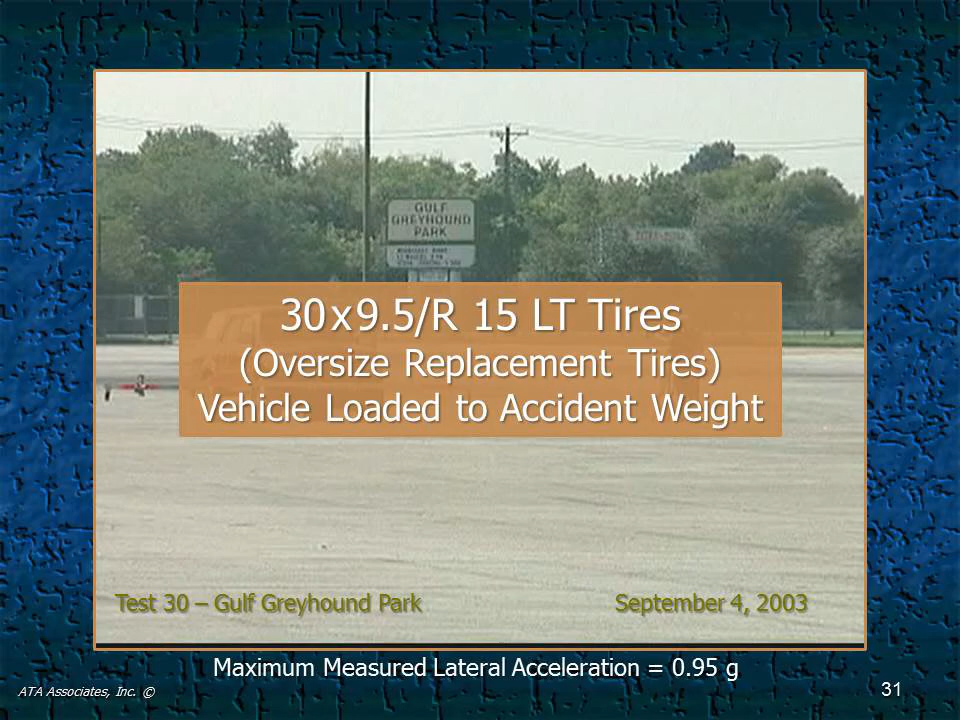 GULF
GREYHOUND
PARK
30x9.5/R 15 LT Tires
(Oversize Replacement Tires)
Vehicle Loaded to Accident Weight
Test 30 – Gulf Greyhound Park
September 4, 2003
Maximum Measured Lateral Acceleration = 0.95 g
ATA Associates, Inc. ©
31